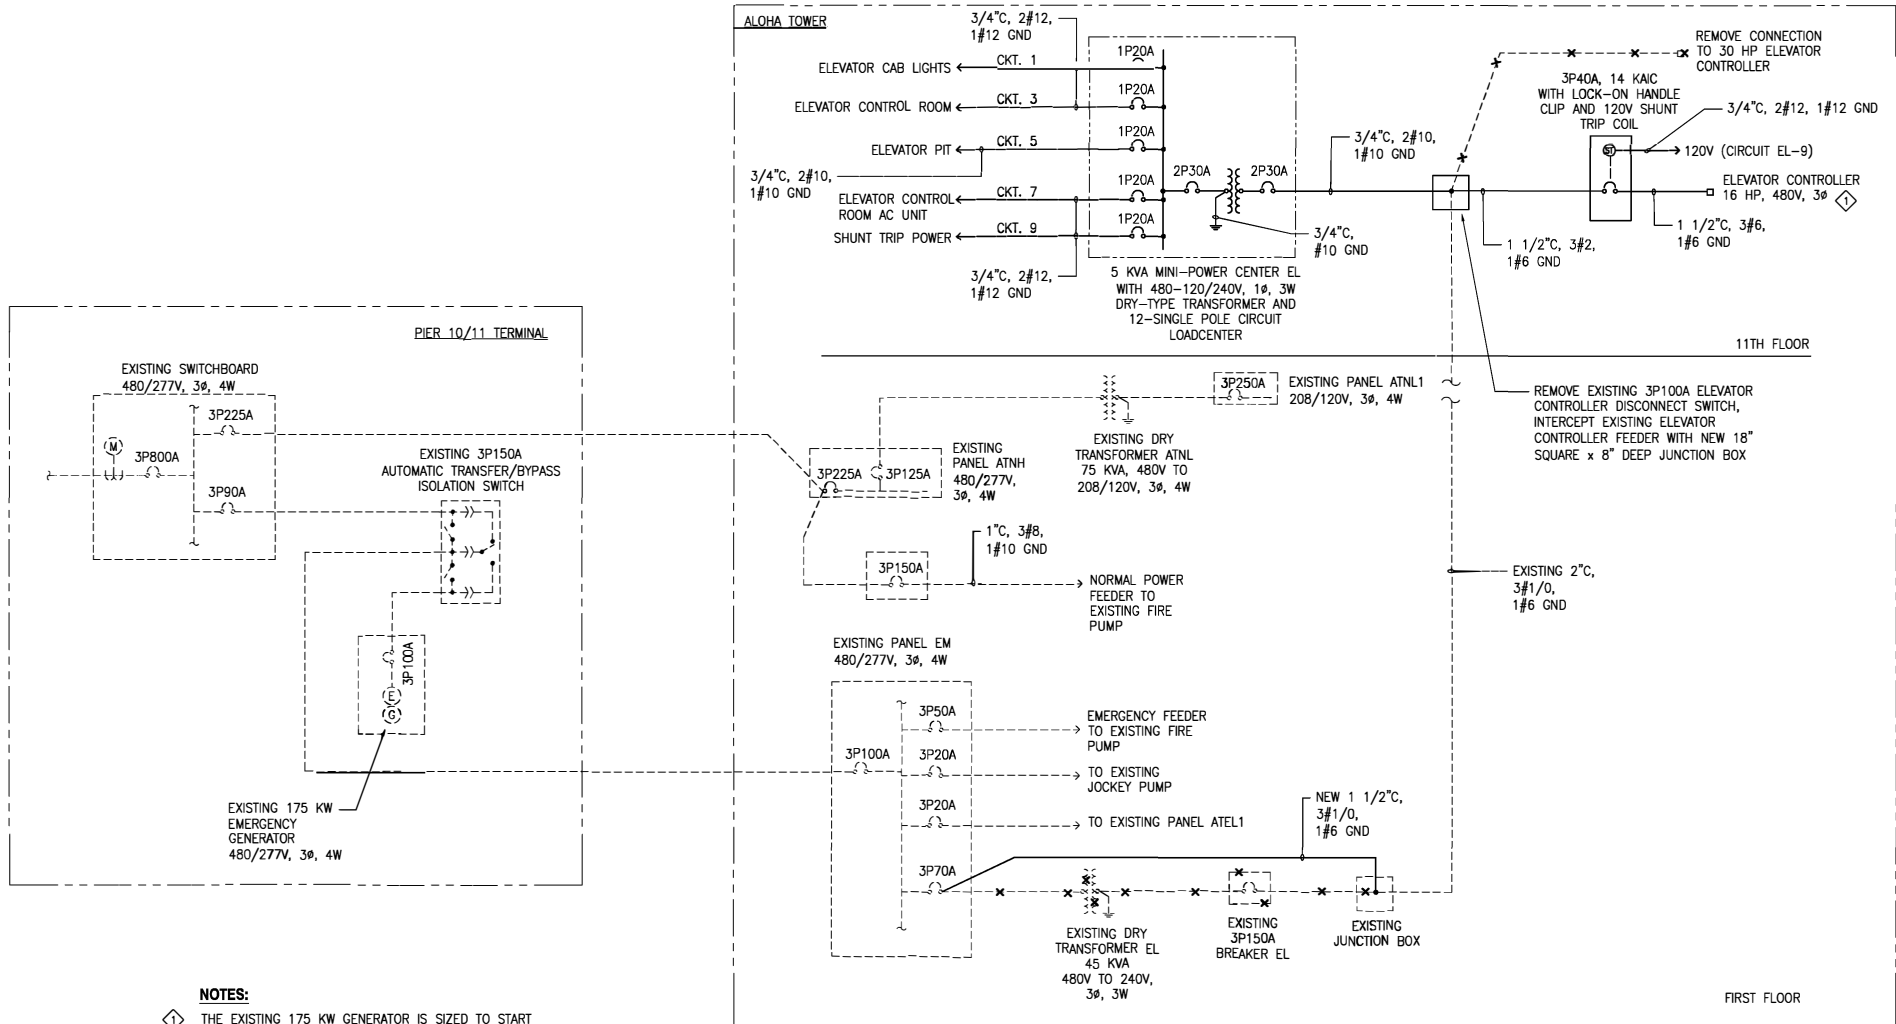 ALOHA TOWER
3/4"C, 2#12,
1#12 GND
ELEVATOR CAB LIGHTS
CKT. 1
1P20A
ELEVATOR CONTROL ROOM
CKT. 3
1P20A
ELEVATOR PIT
CKT. 5
1P20A
3/4"C, 2#10,
1#10 GND
ELEVATOR CONTROL
ROOM AC UNIT
CKT. 7
1P20A
SHUNT TRIP POWER
CKT. 9
1P20A
3/4"C, 2#12,
1#12 GND
2P30A
2P30A
3/4"C,
#10 GND
5 KVA MINI-POWER CENTER EL
WITH 480-120/240V, 1ø, 3W
DRY-TYPE TRANSFORMER AND
12-SINGLE POLE CIRCUIT
LOADCENTER
3/4"C, 2#10,
1#10 GND
REMOVE CONNECTION
TO 30 HP ELEVATOR
CONTROLLER
3P40A, 14 KAIC
WITH LOCK-ON HANDLE
CLIP AND 120V SHUNT
TRIP COIL
3/4"C, 2#12, 1#12 GND
ST
120V (CIRCUIT EL-9)
ELEVATOR CONTROLLER
16 HP, 480V, 3ø
1
1 1/2"C, 3#2,
1#6 GND
1 1/2"C, 3#6,
1#6 GND
11TH FLOOR
REMOVE EXISTING 3P100A ELEVATOR
CONTROLLER DISCONNECT SWITCH,
INTERCEPT EXISTING ELEVATOR
CONTROLLER FEEDER WITH NEW 18"
SQUARE x 8" DEEP JUNCTION BOX
PIER 10/11 TERMINAL
EXISTING SWITCHBOARD
480/277V, 3ø, 4W
3P225A
M
3P800A
3P90A
EXISTING 3P150A
AUTOMATIC TRANSFER/BYPASS
ISOLATION SWITCH
3P100A
E
G
EXISTING 175 KW
EMERGENCY
GENERATOR
480/277V, 3ø, 4W
3P250A
EXISTING PANEL ATNL1
208/120V, 3ø, 4W
EXISTING DRY
TRANSFORMER ATNL
75 KVA, 480V TO
208/120V, 3ø, 4W
3P225A
3P125A
EXISTING
PANEL ATNH
480/277V,
3ø, 4W
1"C, 3#8,
1#10 GND
3P150A
NORMAL POWER
FEEDER TO
EXISTING FIRE
PUMP
EXISTING 2"C,
3#1/0,
1#6 GND
EXISTING PANEL EM
480/277V, 3ø, 4W
3P100A
3P50A
EMERGENCY FEEDER
TO EXISTING FIRE
PUMP
3P20A
TO EXISTING
JOCKEY PUMP
3P20A
TO EXISTING PANEL ATEL1
NEW 1 1/2"C,
3#1/0,
1#6 GND
3P70A
EXISTING DRY
TRANSFORMER EL
45 KVA
480V TO 240V,
3ø, 3W
EXISTING
3P150A
BREAKER EL
EXISTING
JUNCTION BOX
FIRST FLOOR
NOTES:
1 THE EXISTING 175 KW GENERATOR IS SIZED TO START